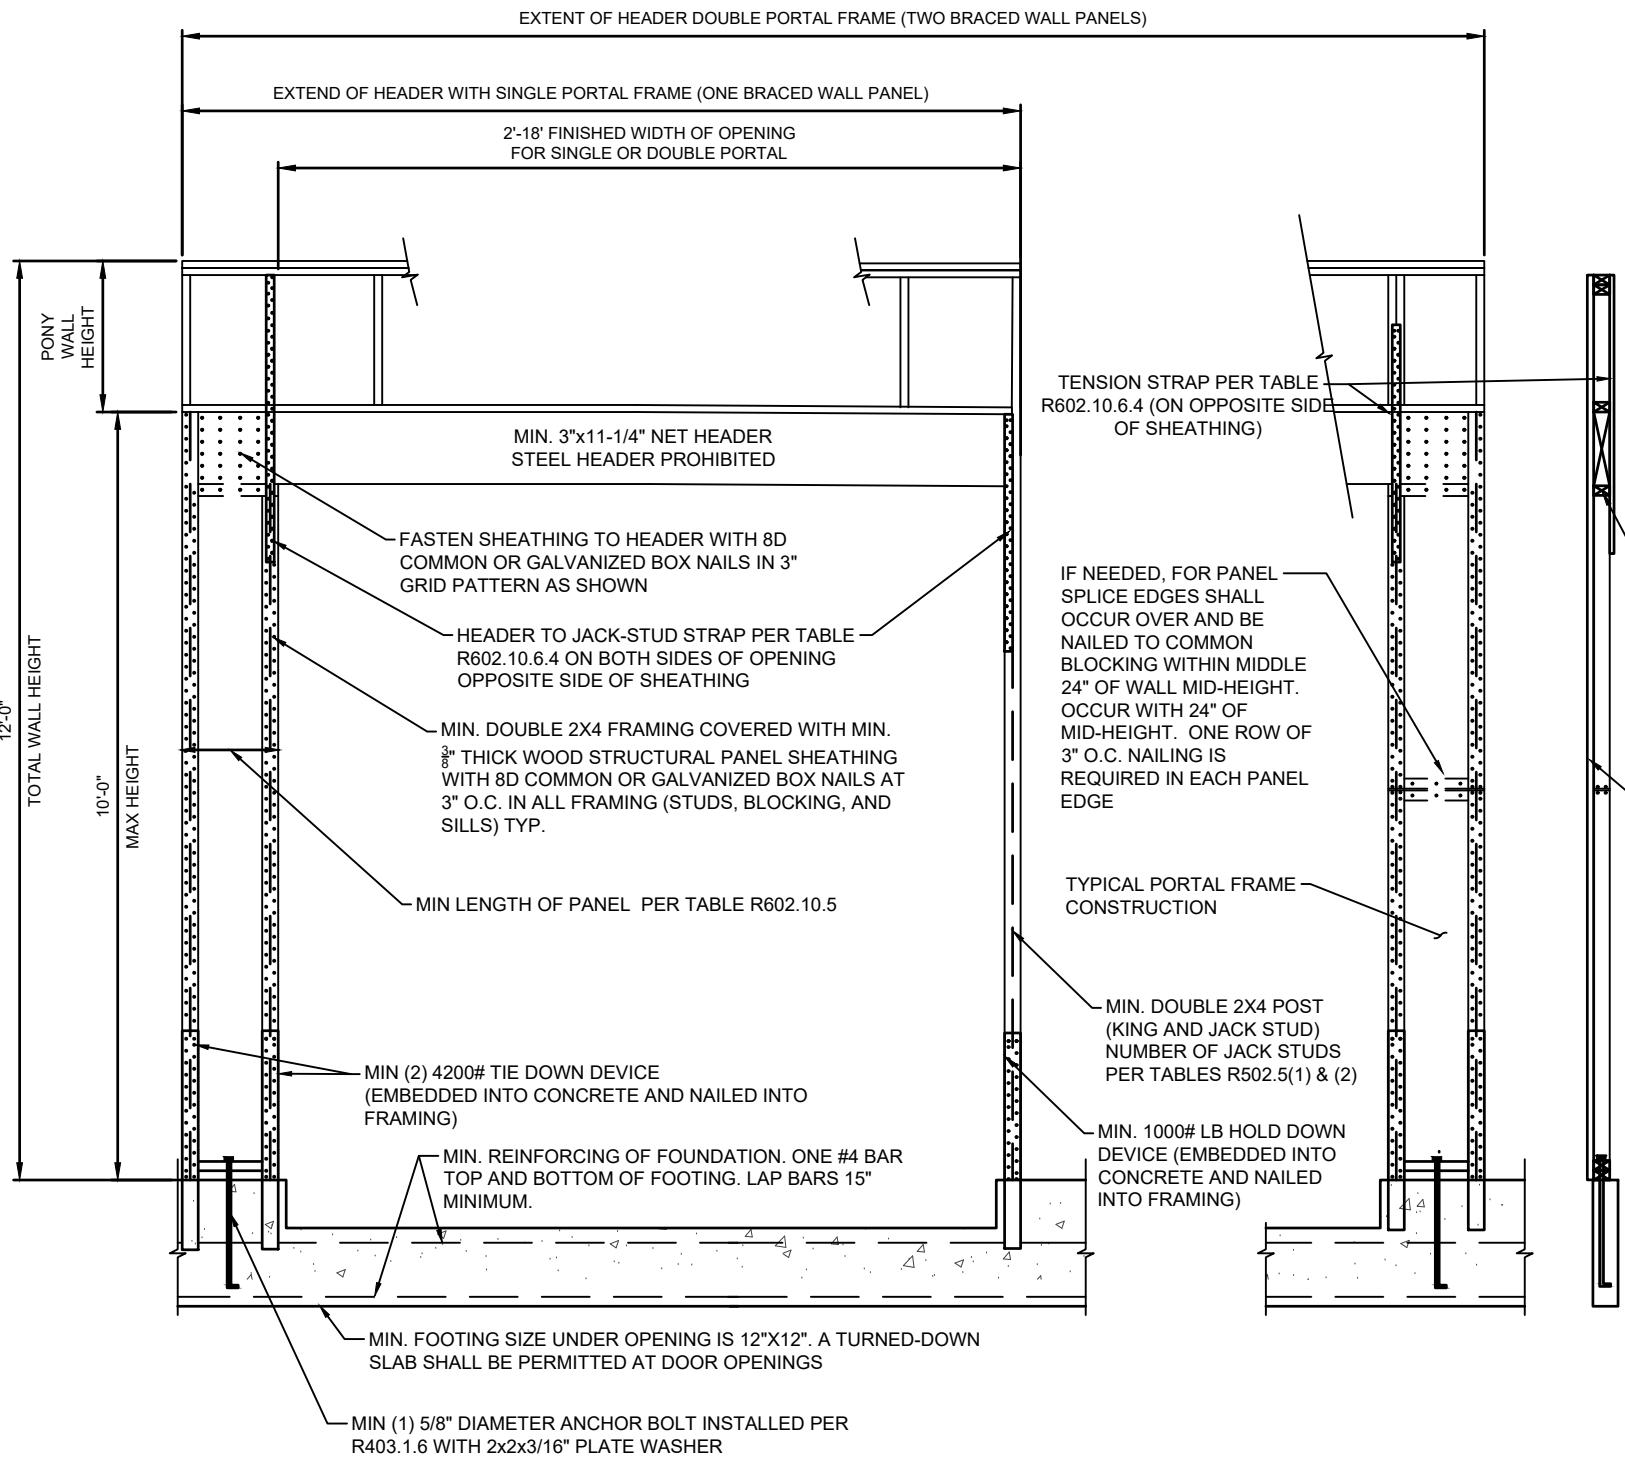 EXTENT OF HEADER DOUBLE PORTAL FRAME (TWO BRACED WALL PANELS)
EXTEND OF HEADER WITH SINGLE PORTAL FRAME (ONE BRACED WALL PANEL)
2'-18' FINISHED WIDTH OF OPENING
FOR SINGLE OR DOUBLE PORTAL
PONY
WALL
HEIGHT
12'-0"
TOTAL WALL HEIGHT
10'-0"
MAX HEIGHT
MIN. 3"x11-1/4" NET HEADER
STEEL HEADER PROHIBITED
TENSION STRAP PER TABLE
R602.10.6.4 (ON OPPOSITE SIDE
OF SHEATHING)
FASTEN SHEATHING TO HEADER WITH 8D
COMMON OR GALVANIZED BOX NAILS IN 3"
GRID PATTERN AS SHOWN
HEADER TO JACK-STUD STRAP PER TABLE
R602.10.6.4 ON BOTH SIDES OF OPENING
OPPOSITE SIDE OF SHEATHING
IF NEEDED, FOR PANEL
SPLICE EDGES SHALL
OCCUR OVER AND BE
NAILED TO COMMON
BLOCKING WITHIN MIDDLE
24" OF WALL MID-HEIGHT.
OCCUR WITH 24" OF
MID-HEIGHT. ONE ROW OF
3" O.C. NAILING IS
REQUIRED IN EACH PANEL
EDGE
MIN. DOUBLE 2X4 FRAMING COVERED WITH MIN.
3/8" THICK WOOD STRUCTURAL PANEL SHEATHING
WITH 8D COMMON OR GALVANIZED BOX NAILS AT
3" O.C. IN ALL FRAMING (STUDS, BLOCKING, AND
SILLS) TYP.
MIN LENGTH OF PANEL PER TABLE R602.10.5
TYPICAL PORTAL FRAME
CONSTRUCTION
MIN. DOUBLE 2X4 POST
(KING AND JACK STUD)
NUMBER OF JACK STUDS
PER TABLES R502.5(1) & (2)
MIN (2) 4200# TIE DOWN DEVICE
(EMBEDDED INTO CONCRETE AND NAILED INTO
FRAMING)
MIN. 1000# LB HOLD DOWN
DEVICE (EMBEDDED INTO
CONCRETE AND NAILED
INTO FRAMING)
MIN. REINFORCING OF FOUNDATION. ONE #4 BAR
TOP AND BOTTOM OF FOOTING. LAP BARS 15"
MINIMUM.
MIN. FOOTING SIZE UNDER OPENING IS 12"X12". A TURNED-DOWN
SLAB SHALL BE PERMITTED AT DOOR OPENINGS
MIN (1) 5/8" DIAMETER ANCHOR BOLT INSTALLED PER
R403.1.6 WITH 2x2x3/16" PLATE WASHER